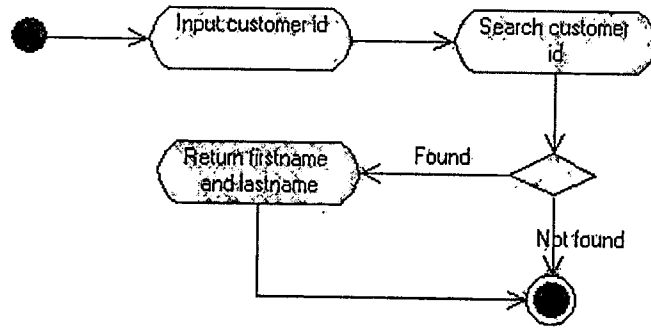 Input customer id
Search customer
id
Return firstname
and lastname
Found
Not found